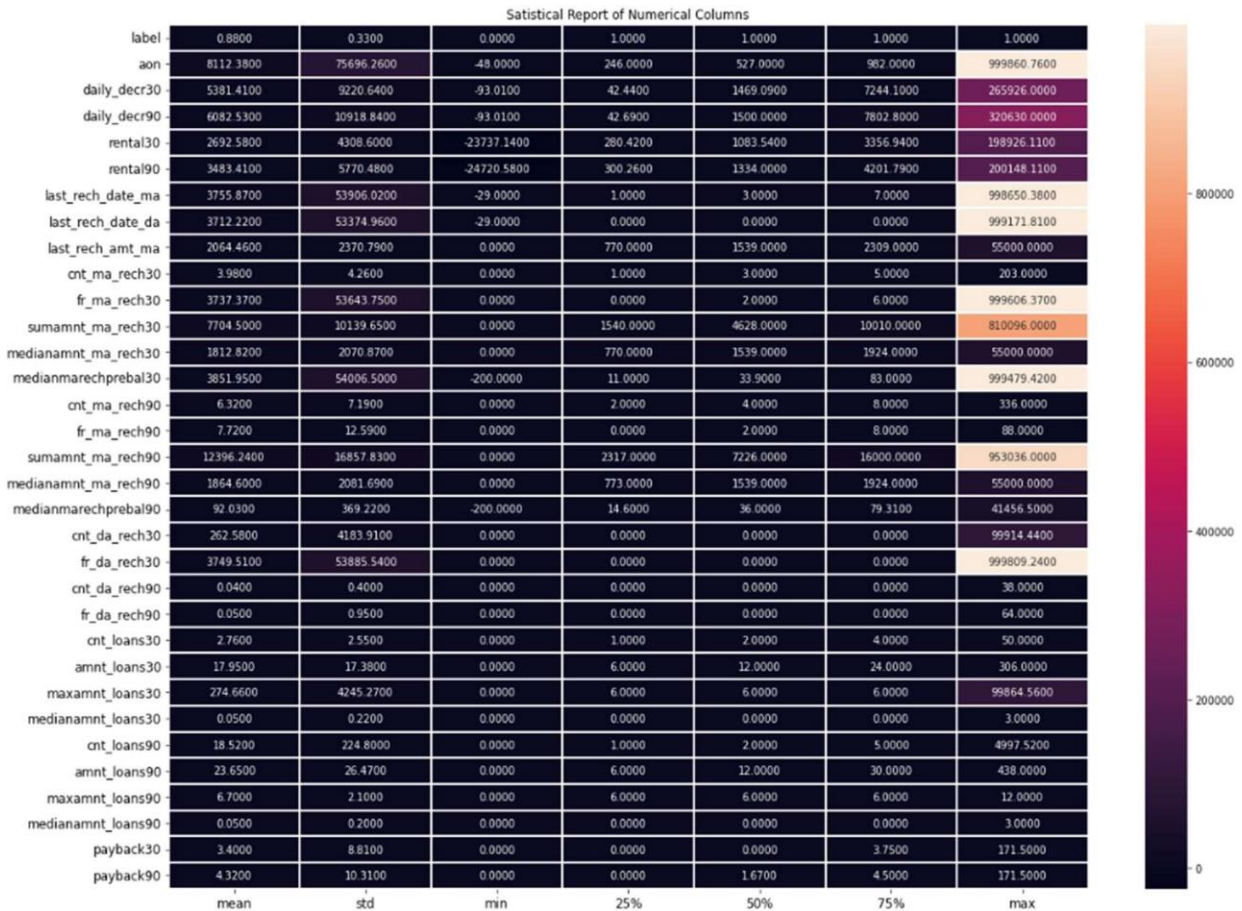 Satistical Report of Numerical Columns
label 0.8800 0.3300 0.0000 1.0000 1.0000 1.0000 1.0000
aon 8112.3800 75696.2600 -48.0000 246.0000 527.0000 982.0000 999860.7600
daily_decr30 5381.4100 9220.6400 -93.0100 42.4400 1469.0900 7244.1000 265926.0000
daily_decr90 6082.5300 10918.8400 -93.0100 42.6900 1500.0000 7802.8000 320630.0000
rental30 2692.5800 4308.6000 -23737.1400 280.4200 1083.5400 3356.9400 198926.1100
rental90 3483.4100 5770.4800 -24720.5800 300.2600 1334.0000 4201.7900 200148.1100
last_rech_date_ma 3755.8700 53906.0200 -29.0000 1.0000 3.0000 7.0000 998650.3800
800000
last_rech_date_da 3712.2200 53374.9600 -29.0000 0.0000 0.0000 0.0000 999171.8100
last_rech_amt_ma 2064.4600 2370.7900 0.0000 770.0000 1539.0000 2309.0000 55000.0000
cnt_ma_rech30 3.9800 4.2600 0.0000 1.0000 3.0000 5.0000 203.0000
fr_ma_rech30 3737.3700 53643.7500 0.0000 0.0000 2.0000 6.0000 999606.3700
sumamnt_ma_rech30 7704.5000 10139.6500 0.0000 1540.0000 4628.0000 10010.0000 810096.0000
medianamnt_ma_rech30 1812.8200 2070.8700 0.0000 770.0000 1539.0000 1924.0000 55000.0000
600000
medianmarechprebal30 3851.9500 54006.5000 -200.0000 11.0000 33.9000 83.0000 999479.4200
cnt_ma_rech90 6.3200 7.1900 0.0000 2.0000 4.0000 8.0000 336.0000
fr_ma_rech90 7.7200 12.5900 0.0000 0.0000 2.0000 8.0000 88.0000
sumamnt_ma_rech90 12396.2400 16857.8300 0.0000 2317.0000 7226.0000 16000.0000 953036.0000
medianamnt_ma_rech90 1864.6000 2081.6900 0.0000 773.0000 1539.0000 1924.0000 55000.0000
medianmarechprebal90 92.0300 369.2200 -200.0000 14.6000 36.0000 79.3100 41456.5000
cnt_da_rech30 262.5800 4183.9100 0.0000 0.0000 0.0000 0.0000 99914.4400
400000
fr_da_rech30 3749.5100 53885.5400 0.0000 0.0000 0.0000 0.0000 999809.2400
cnt_da_rech90 0.0400 0.4000 0.0000 0.0000 0.0000 0.0000 38.0000
fr_da_rech90 0.0500 0.9500 0.0000 0.0000 0.0000 0.0000 64.0000
cnt_loans30 2.7600 2.5500 0.0000 1.0000 2.0000 4.0000 50.0000
amnt_loans30 17.9500 17.3800 0.0000 6.0000 12.0000 24.0000 306.0000
maxamnt_loans30 274.6600 4245.2700 0.0000 6.0000 6.0000 6.0000 99864.5600
200000
medianamnt_loans30 0.0500 0.2200 0.0000 0.0000 0.0000 0.0000 3.0000
cnt_loans90 18.5200 224.8000 0.0000 1.0000 2.0000 5.0000 4997.5200
amnt_loans90 23.6500 26.4700 0.0000 6.0000 12.0000 30.0000 438.0000
maxamnt_loans90 6.7000 2.1000 0.0000 6.0000 6.0000 6.0000 12.0000
medianamnt_loans90 0.0500 0.2000 0.0000 0.0000 0.0000 0.0000 3.0000
payback30 3.4000 8.8100 0.0000 0.0000 0.0000 3.7500 171.5000
0
payback90 4.3200 10.3100 0.0000 0.0000 1.6700 4.5000 171.5000
mean std min 25% 50% 75% max